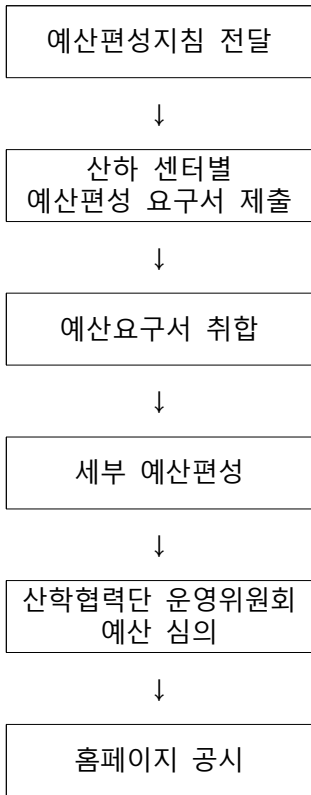 예산편성지침 전달
↓
산하 센터별
예산편성 요구서 제출
↓
예산요구서 취합
↓
세부 예산편성
↓
산학협력단 운영위원회
예산 심의
↓
홈페이지 공시